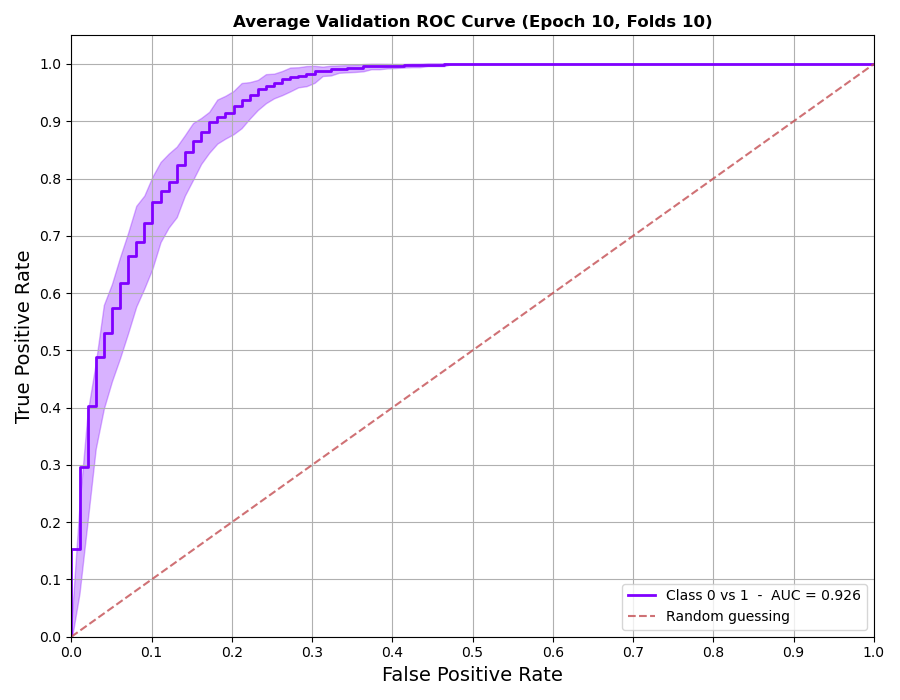 Average Validation ROC Curve (Epoch 10, Folds 10)
True Positive Rate
1.0
0.9
0.8
0.7
0.6
0.5
0.4
0.3
0.2
0.1
0.0
Class 0 vs 1 - AUC = 0.926
Random guessing
0.0 0.1 0.2 0.3 0.4 0.5 0.6 0.7 0.8 0.9 1.0
False Positive Rate